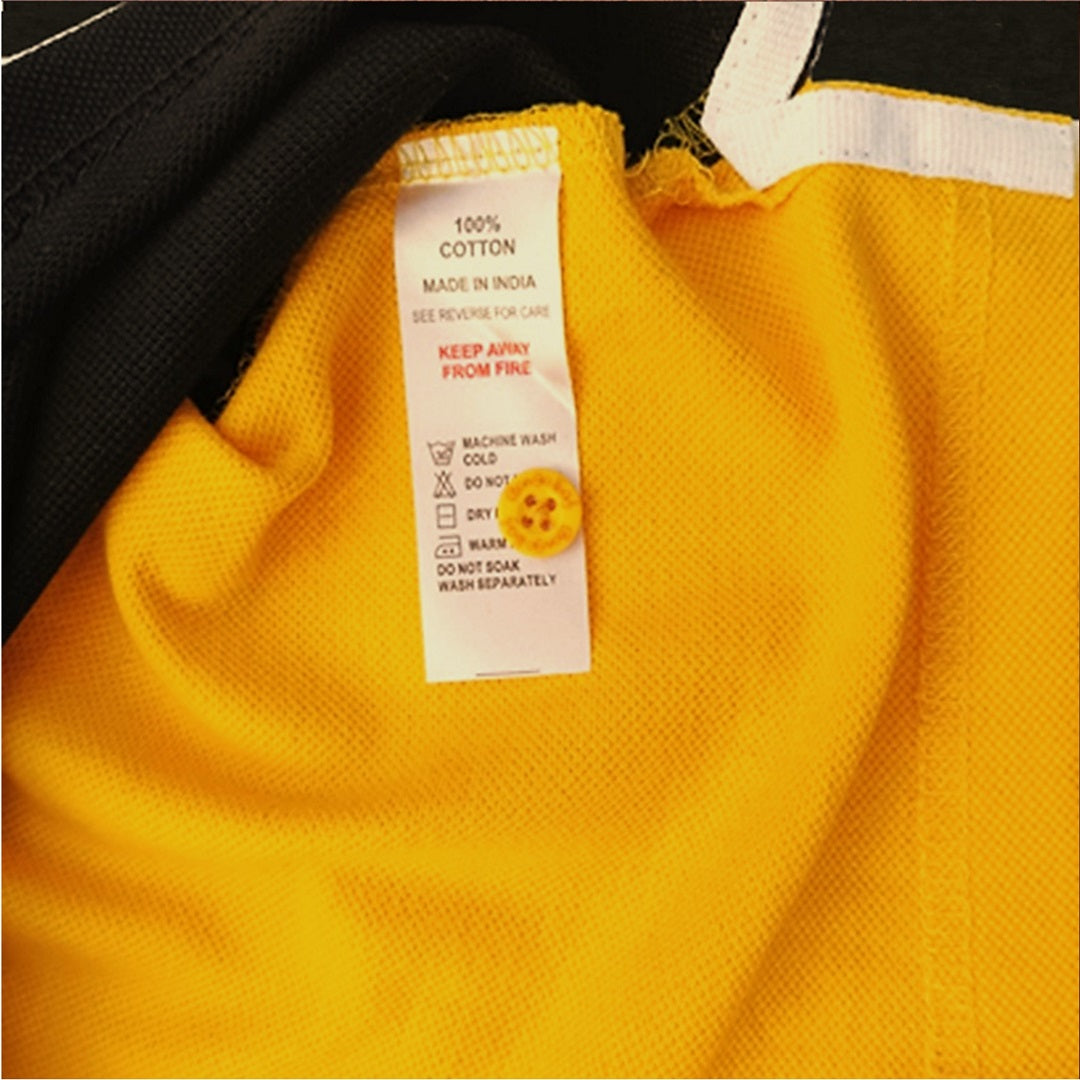 100%
COTTON
MADE IN INDIA
SEE REVERSE FOR CARE
KEEP AWAY
FROM FIRE
30
MACHINE WASH
COLD
DO NOT
DRY
WARM
DO NOT SOAK
WASH SEPARATELY